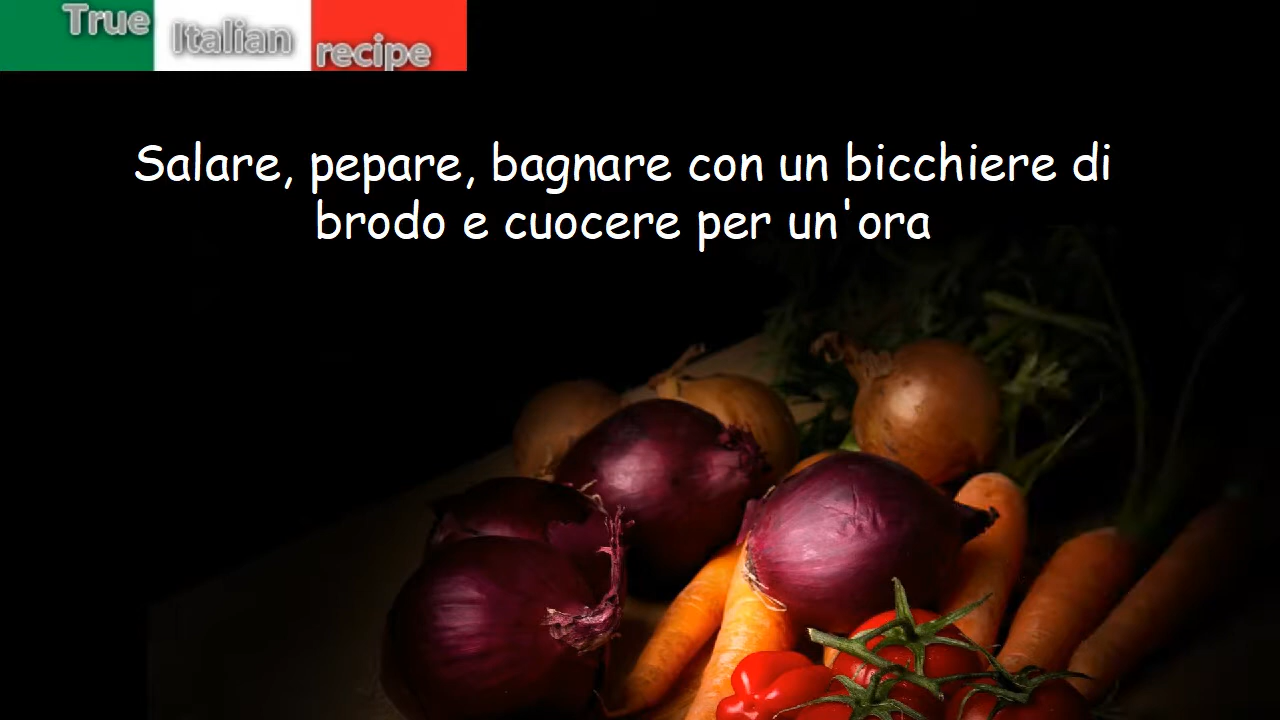 True Italian recipe
Salare, pepare, bagnare con un bicchiere di
brodo e cuocere per un'ora